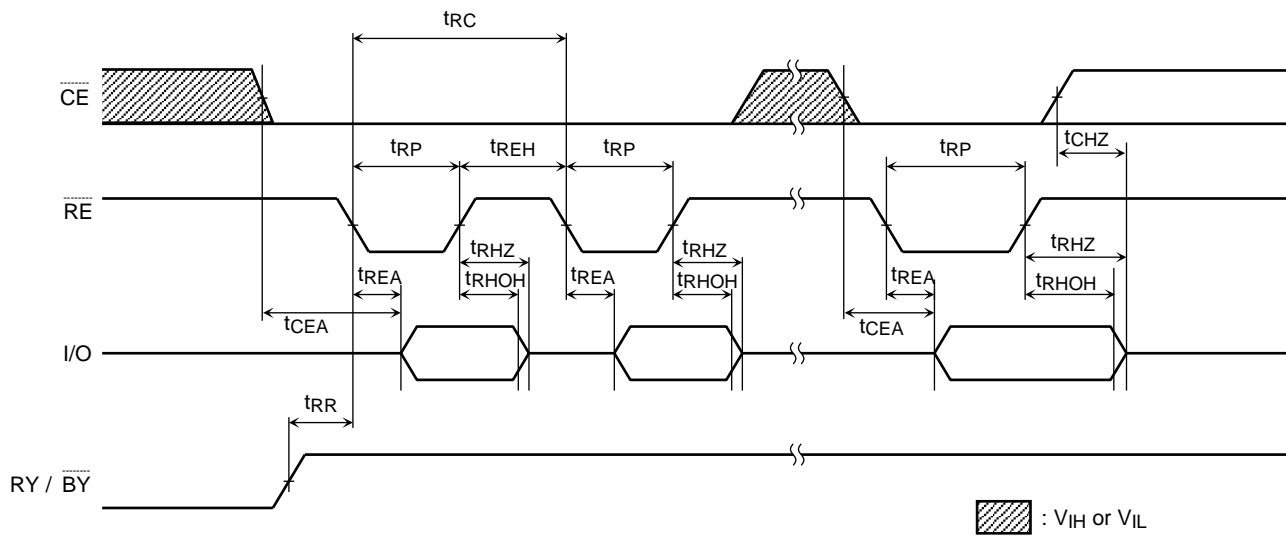 tRC
CE
tRP tREH tRP tRP tCHZ
RE
tRHZ tRHZ tRHZ
tREA tRHOH tREA tRHOH tREA tRHOH
tCEA tCEA
I/O
tRR
RY / BY
: VIH or VIL